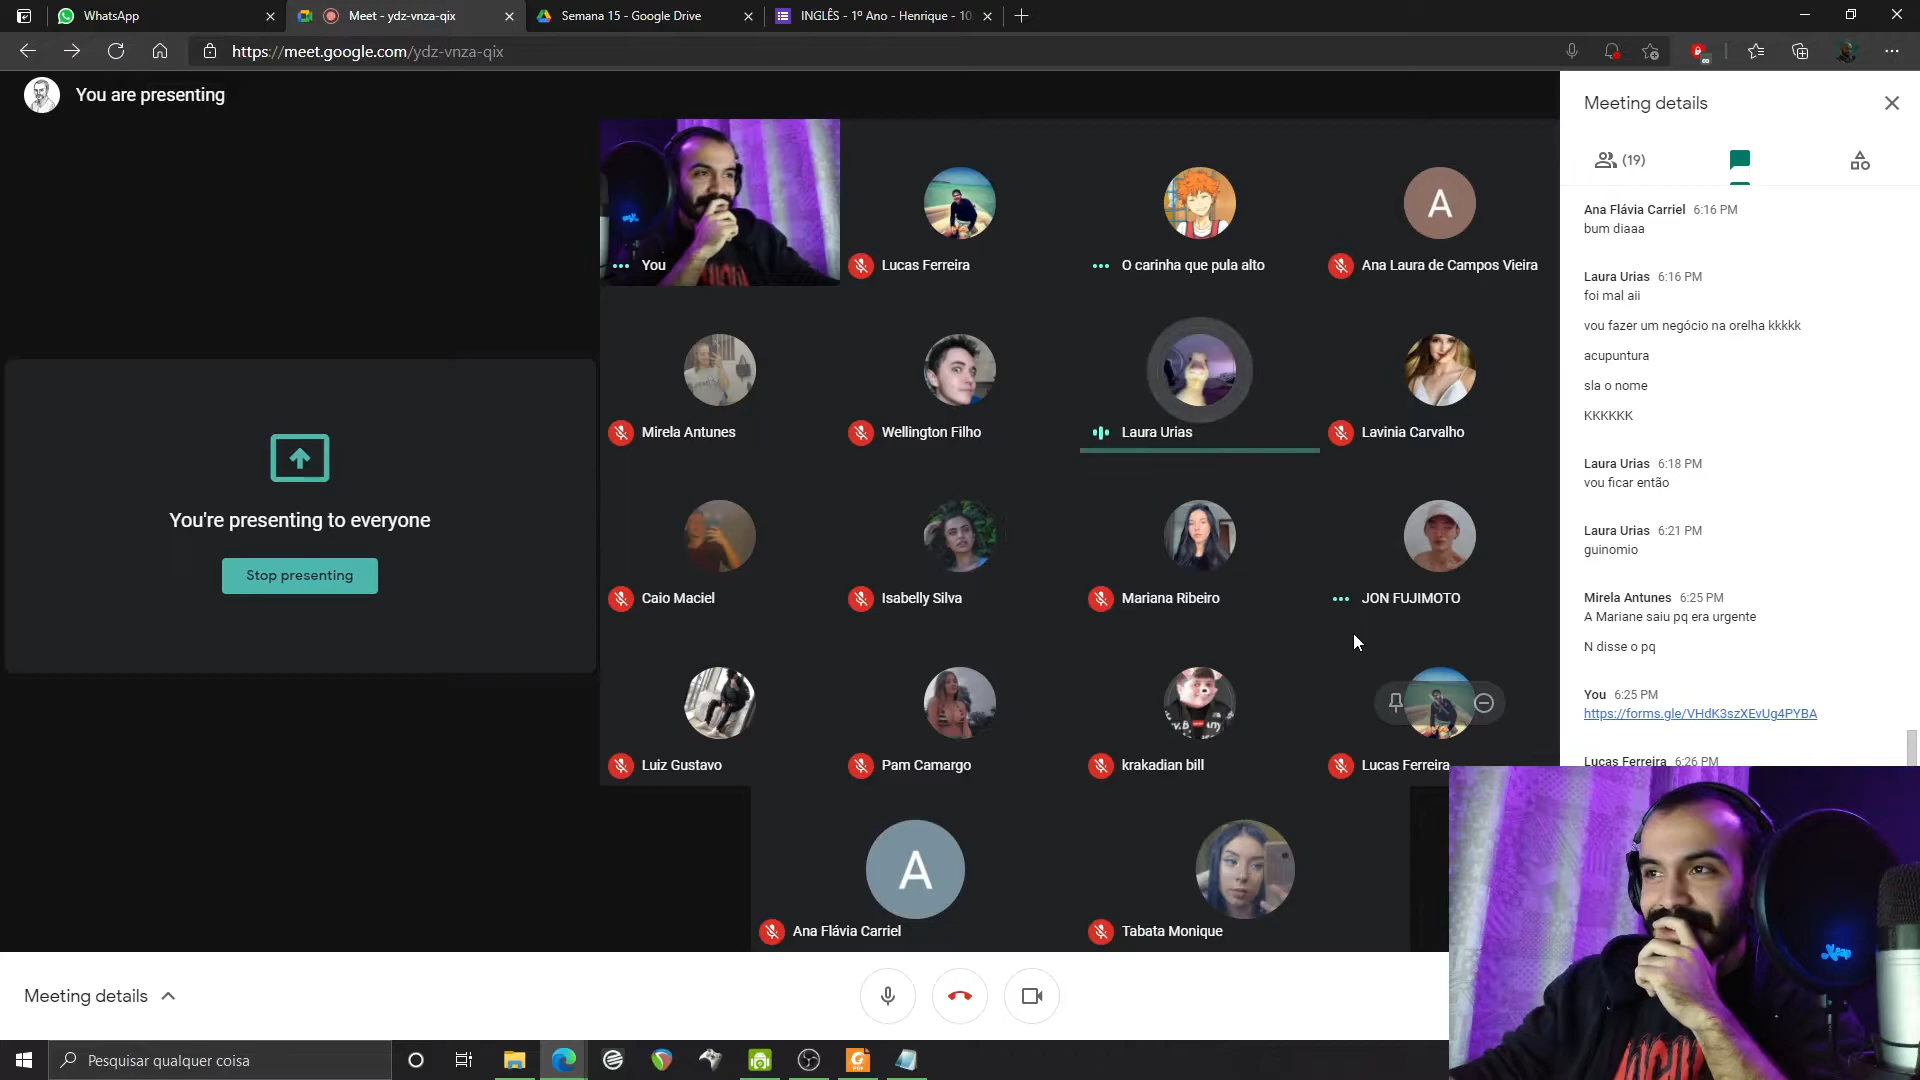 WhatsApp
Meet - ydz-vnza-qix
Semana 15 - Google Drive
INGLÊS - 1º Ano - Henrique - 10
https://meet.google.com/ydz-vnza-qix
You are presenting
Meeting details
(19)
You
Lucas Ferreira
O carinha que pula alto
Ana Laura de Campos Vieira
Mirela Antunes
Wellington Filho
Laura Urias
Lavinia Carvalho
You're presenting to everyone
Stop presenting
Caio Maciel
Isabelly Silva
Mariana Ribeiro
JON FUJIMOTO
Luiz Gustavo
Pam Camargo
krakadian bill
Lucas Ferreira
A
A
Ana Flávia Carriel
Tabata Monique
Ana Flávia Carriel 6:16 PM
bum diaaa
Laura Urias 6:16 PM
foi mal aii
vou fazer um negócio na orelha kkkkk
acupuntura
sla o nome
KKKKKK
Laura Urias 6:18 PM
vou ficar então
Laura Urias 6:21 PM
guinomio
Mirela Antunes 6:25 PM
A Mariane saiu pq era urgente
N disse o pq
You 6:25 PM
https://forms.gle/VHdK3szXEvUg4PYBA
Lucas Ferreira 6:26 PM
Meeting details
Pesquisar qualquer coisa